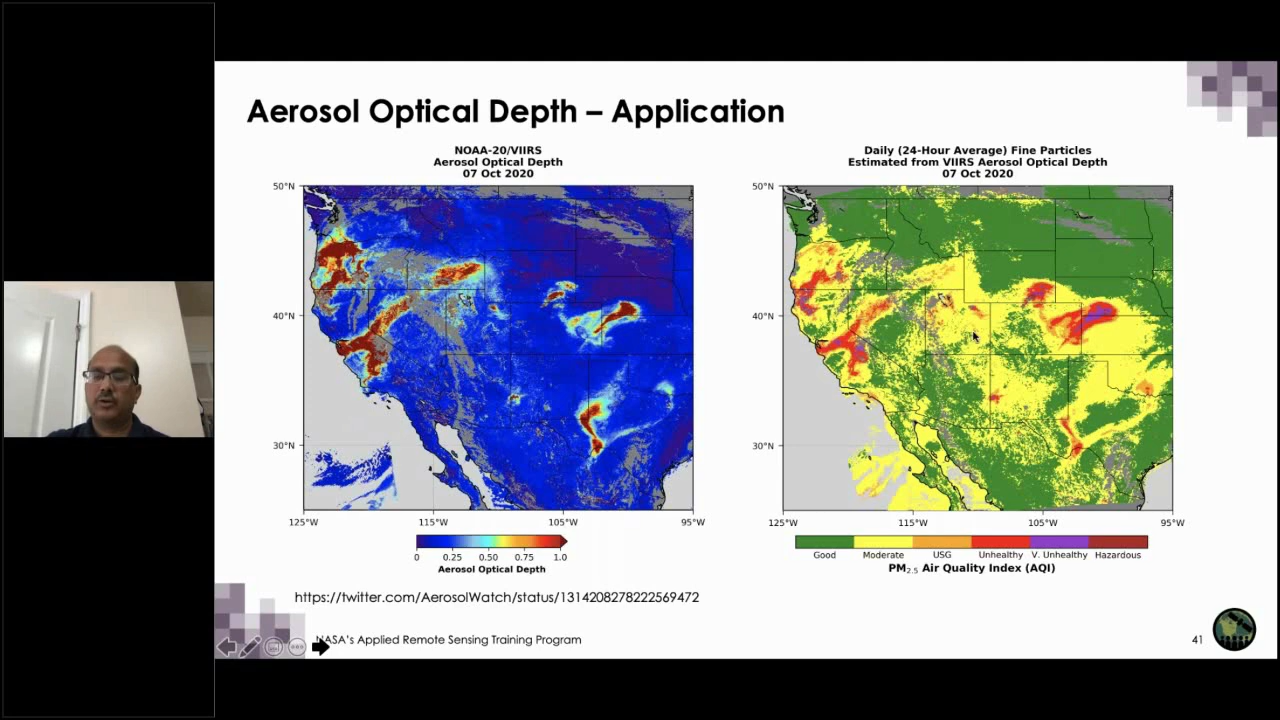 Aerosol Optical Depth – Application
NOAA-20/VIIRS
Aerosol Optical Depth
07 Oct 2020
50°N
40°N
30°N
125°W
115°W
105°W
95°W
0
0.25
0.50
0.75
1.0
Aerosol Optical Depth
Daily (24-Hour Average) Fine Particles
Estimated from VIIRS Aerosol Optical Depth
07 Oct 2020
50°N
40°N
30°N
125°W
115°W
105°W
95°W
Good
Moderate
USG
Unhealthy
V. Unhealthy
Hazardous
PM2.5 Air Quality Index (AQI)
https://twitter.com/AerosolWatch/status/1314208278222569472
NASA's Applied Remote Sensing Training Program
41